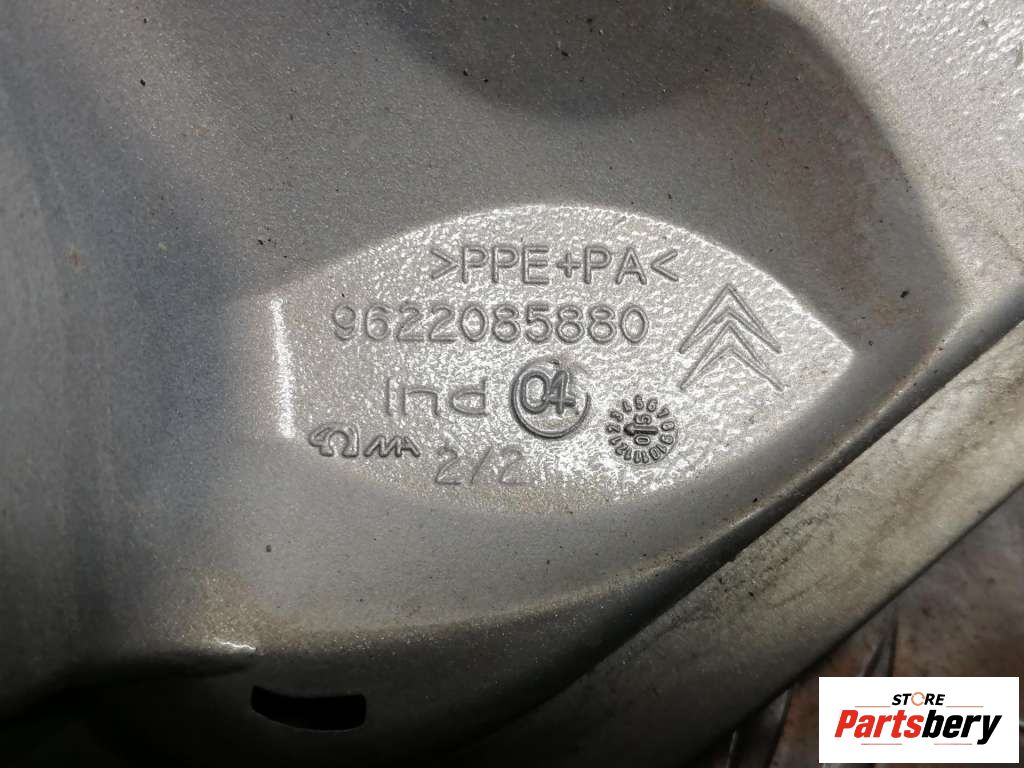 >PPE+PA<
9622085880
Ind 04
2/2
STORE
Partsbery